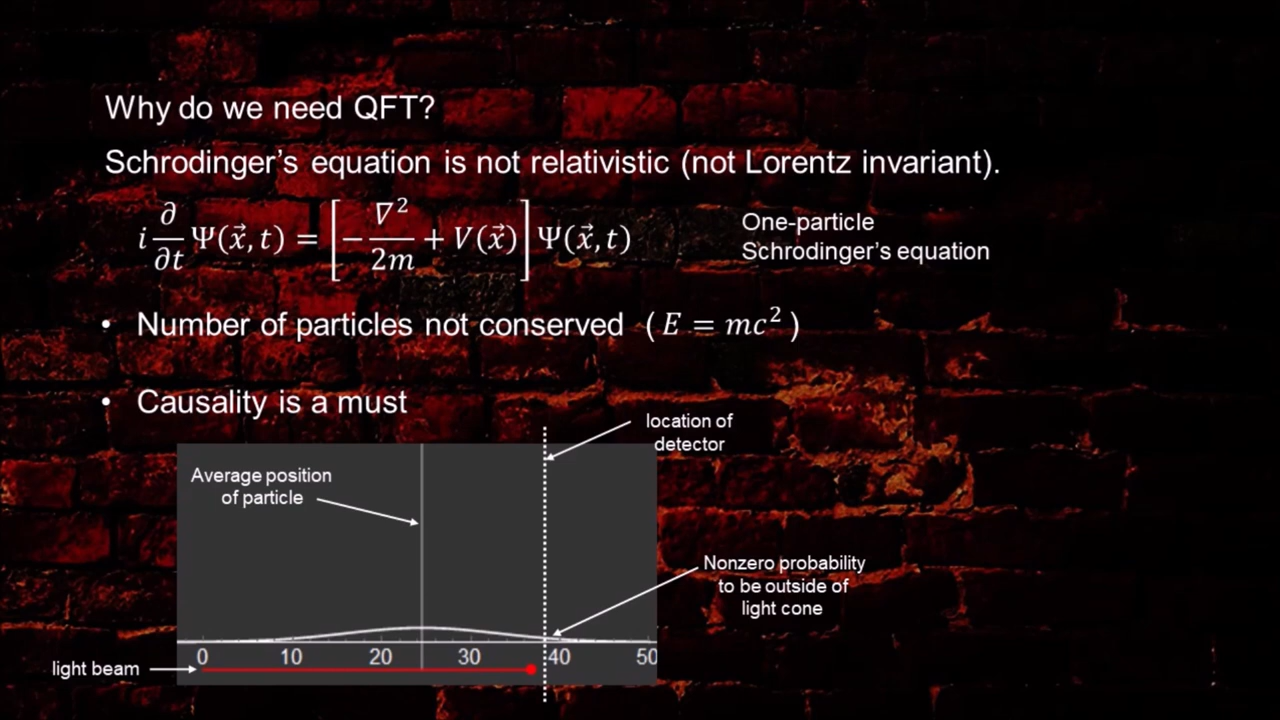 Why do we need QFT?
Schrodinger's equation is not relativistic (not Lorentz invariant).
i ∂/∂t Ψ(x⃗, t) = [−∇²/2m + V(x⃗)] Ψ(x⃗, t)
One-particle
Schrodinger's equation
• Number of particles not conserved ( E = mc² )
• Causality is a must
location of
detector
Average position
of particle
Nonzero probability
to be outside of
light cone
0 10 20 30 40 50
light beam